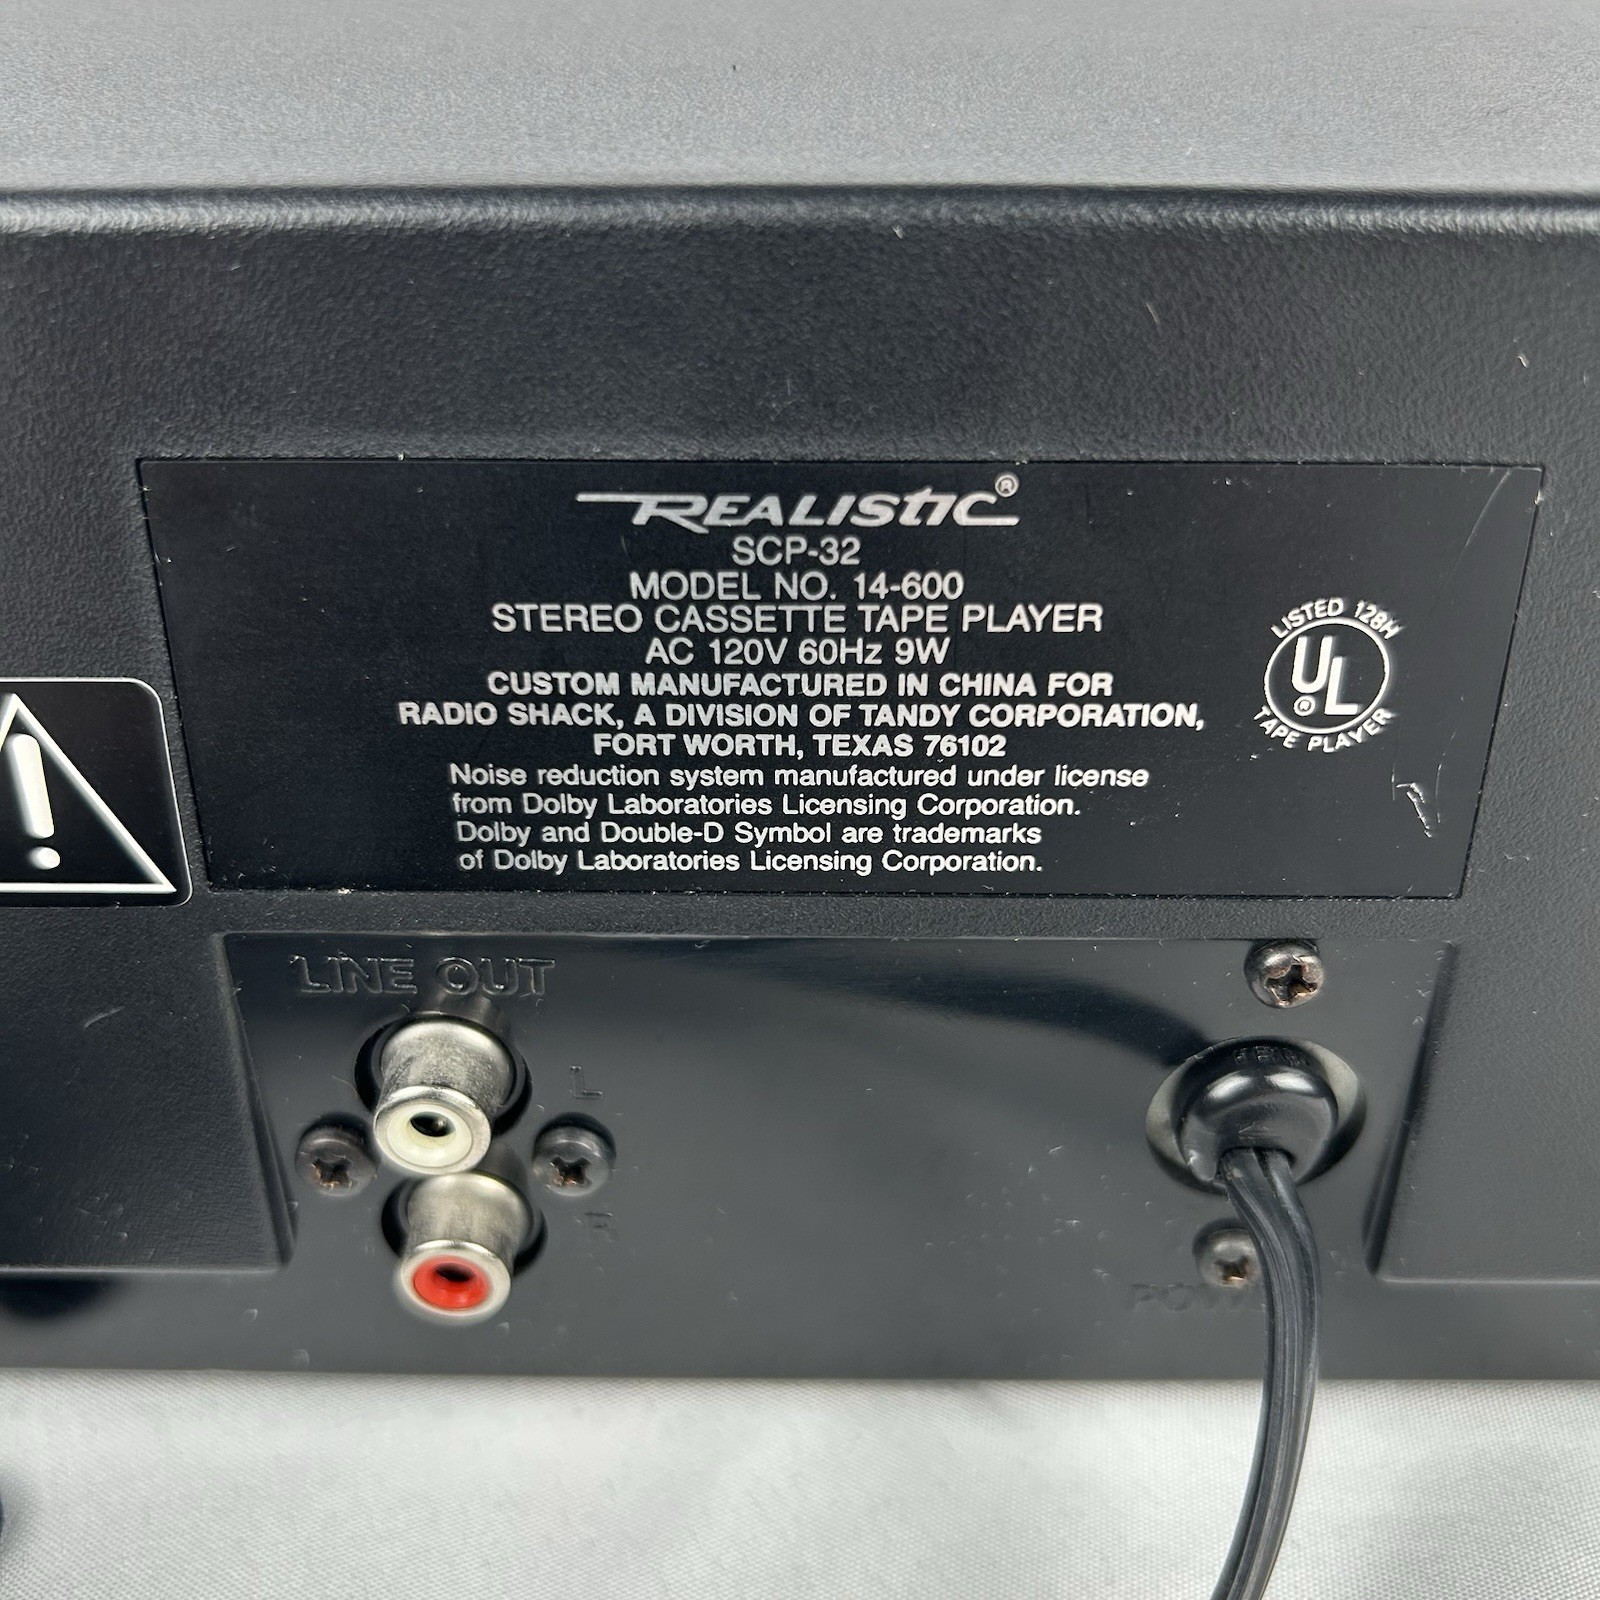 REALISTIC®
SCP-32
MODEL NO. 14-600
STEREO CASSETTE TAPE PLAYER
AC 120V 60Hz 9W
CUSTOM MANUFACTURED IN CHINA FOR
RADIO SHACK, A DIVISION OF TANDY CORPORATION,
FORT WORTH, TEXAS 76102
Noise reduction system manufactured under license
from Dolby Laboratories Licensing Corporation.
Dolby and Double-D Symbol are trademarks
of Dolby Laboratories Licensing Corporation.
LISTED 128H
UL®
TAPE PLAYER
!
LINE OUT
L
R